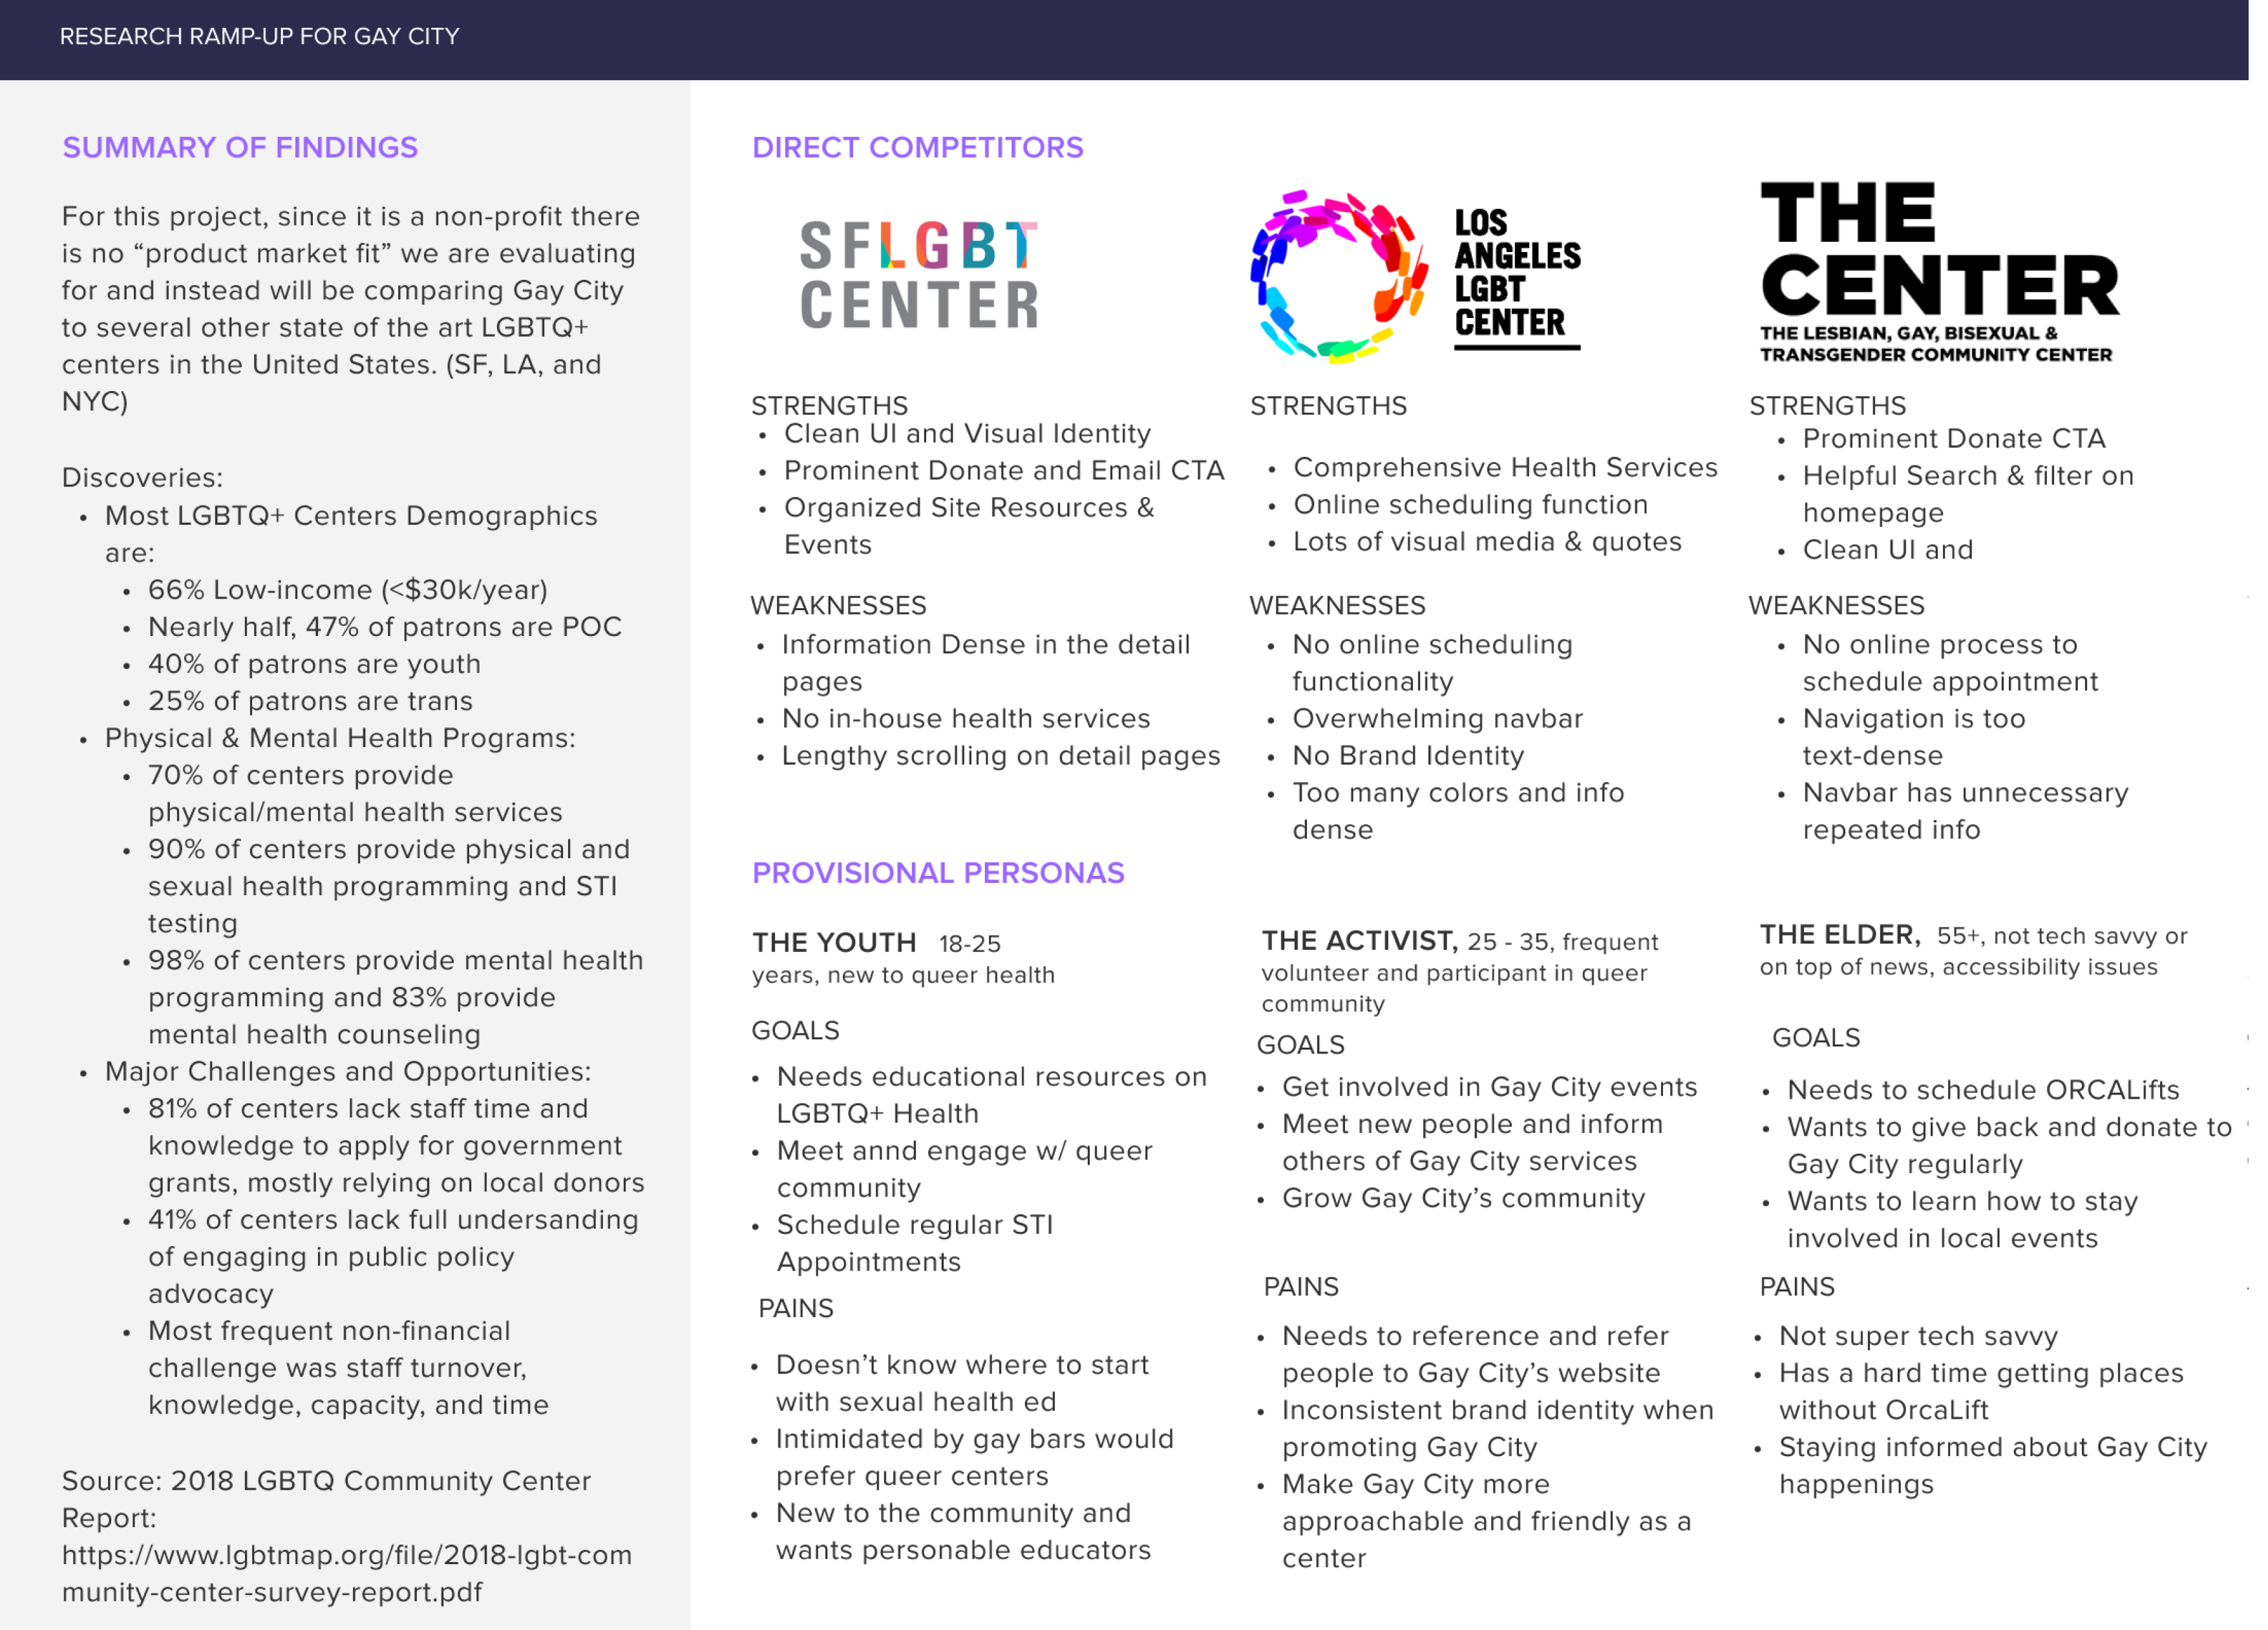 RESEARCH RAMP-UP FOR GAY CITY
SUMMARY OF FINDINGS
For this project, since it is a non-profit there
is no “product market fit” we are evaluating
for and instead will be comparing Gay City
to several other state of the art LGBTQ+
centers in the United States. (SF, LA, and
NYC)
Discoveries:
• Most LGBTQ+ Centers Demographics
are:
• 66% Low-income (<$30k/year)
• Nearly half, 47% of patrons are POC
• 40% of patrons are youth
• 25% of patrons are trans
• Physical & Mental Health Programs:
• 70% of centers provide
physical/mental health services
• 90% of centers provide physical and
sexual health programming and STI
testing
• 98% of centers provide mental health
programming and 83% provide
mental health counseling
• Major Challenges and Opportunities:
• 81% of centers lack staff time and
knowledge to apply for government
grants, mostly relying on local donors
• 41% of centers lack full undersanding
of engaging in public policy
advocacy
• Most frequent non-financial
challenge was staff turnover,
knowledge, capacity, and time
Source: 2018 LGBTQ Community Center
Report:
https://www.lgbtmap.org/file/2018-lgbt-com
munity-center-survey-report.pdf
DIRECT COMPETITORS
SFLGBT
CENTER
STRENGTHS
• Clean UI and Visual Identity
• Prominent Donate and Email CTA
• Organized Site Resources &
Events
WEAKNESSES
• Information Dense in the detail
pages
• No in-house health services
• Lengthy scrolling on detail pages
LOS
ANGELES
LGBT
CENTER
STRENGTHS
• Comprehensive Health Services
• Online scheduling function
• Lots of visual media & quotes
WEAKNESSES
• No online scheduling
functionality
• Overwhelming navbar
• No Brand Identity
• Too many colors and info
dense
THE
CENTER
THE LESBIAN, GAY, BISEXUAL &
TRANSGENDER COMMUNITY CENTER
STRENGTHS
• Prominent Donate CTA
• Helpful Search & filter on
homepage
• Clean UI and
WEAKNESSES
• No online process to
schedule appointment
• Navigation is too
text-dense
• Navbar has unnecessary
repeated info
PROVISIONAL PERSONAS
THE YOUTH 18-25
years, new to queer health
GOALS
• Needs educational resources on
LGBTQ+ Health
• Meet annd engage w/ queer
community
• Schedule regular STI
Appointments
PAINS
• Doesn’t know where to start
with sexual health ed
• Intimidated by gay bars would
prefer queer centers
• New to the community and
wants personable educators
THE ACTIVIST, 25 - 35, frequent
volunteer and participant in queer
community
GOALS
• Get involved in Gay City events
• Meet new people and inform
others of Gay City services
• Grow Gay City’s community
PAINS
• Needs to reference and refer
people to Gay City’s website
• Inconsistent brand identity when
promoting Gay City
• Make Gay City more
approachable and friendly as a
center
THE ELDER, 55+, not tech savvy or
on top of news, accessibility issues
GOALS
• Needs to schedule ORCALifts
• Wants to give back and donate to
Gay City regularly
• Wants to learn how to stay
involved in local events
PAINS
• Not super tech savvy
• Has a hard time getting places
without OrcaLift
• Staying informed about Gay City
happenings